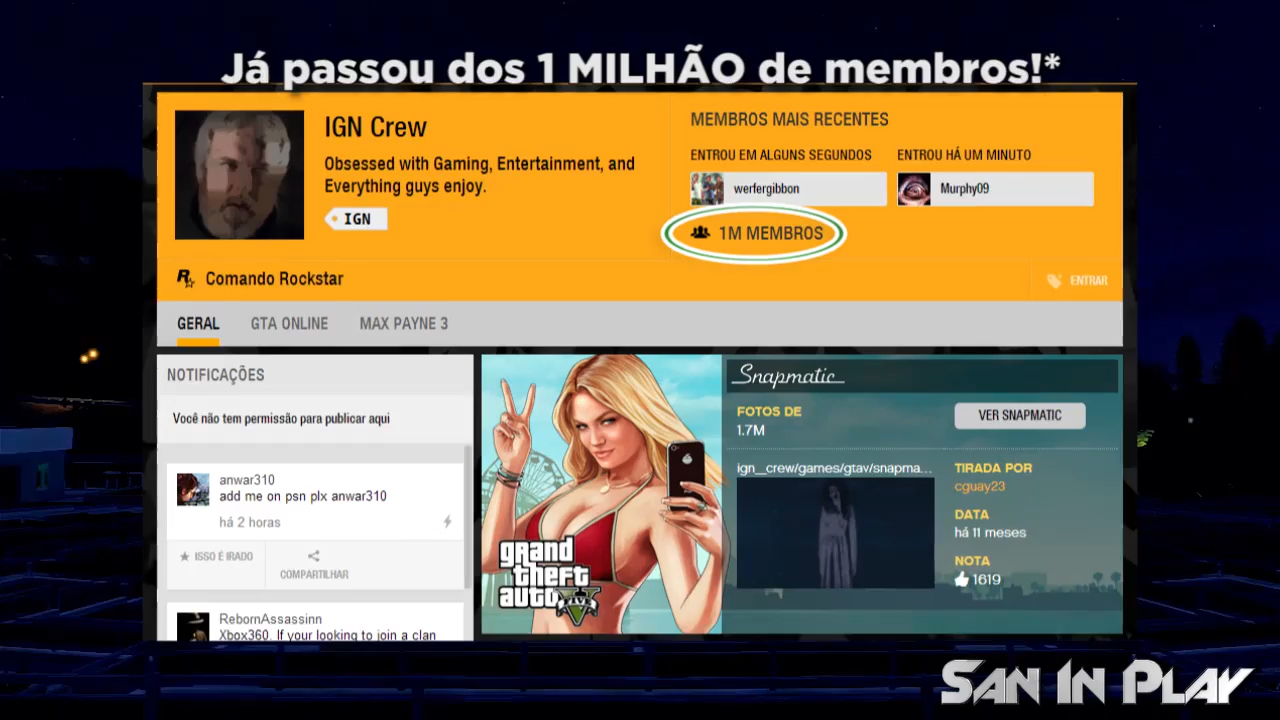 Já passou dos 1 MILHÃO de membros!*
IGN Crew
Obsessed with Gaming, Entertainment, and
Everything guys enjoy.
IGN
MEMBROS MAIS RECENTES
ENTROU EM ALGUNS SEGUNDOS
werfergibbon
ENTROU HÁ UM MINUTO
Murphy09
1M MEMBROS
R Comando Rockstar
ENTRAR
GERAL
GTA ONLINE
MAX PAYNE 3
NOTIFICAÇÕES
Você não tem permissão para publicar aqui
anwar310
add me on psn plx anwar310
há 2 horas
ISSO É IRADO
COMPARTILHAR
RebornAssassinn
Xbox360. If your looking to join a clan
grand
theft
auto V
FIVE
Snapmatic
FOTOS DE
1.7M
VER SNAPMATIC
ign_crew/games/gtav/snapma...
TIRADA POR
cguay23
DATA
há 11 meses
NOTA
1619
SAN IN PLAY